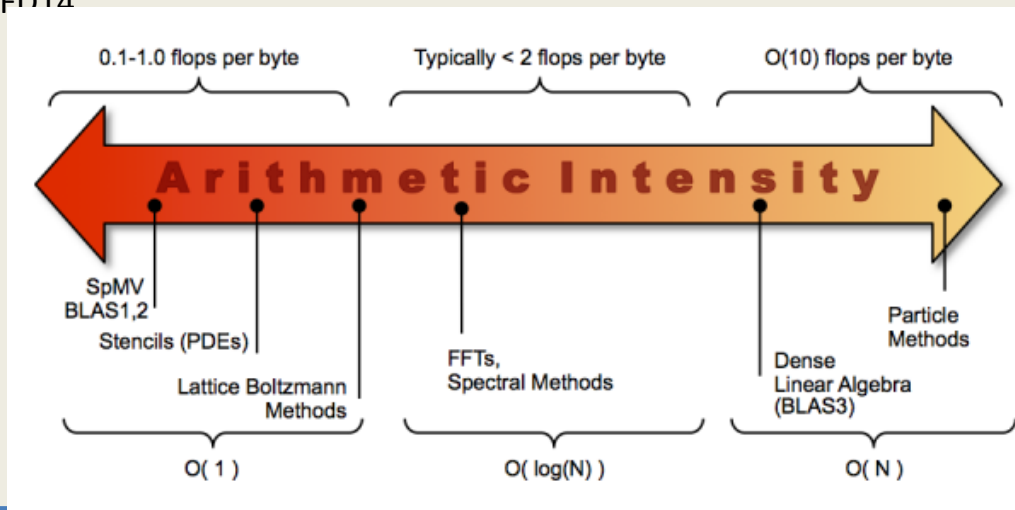 0.1-1.0 flops per byte
Typically < 2 flops per byte
O(10) flops per byte
Arithmetic Intensity
SpMV
BLAS1,2
Stencils (PDEs)
Lattice Boltzmann
Methods
FFTs,
Spectral Methods
Dense
Linear Algebra
(BLAS3)
Particle
Methods
O( 1 )
O( log(N) )
O( N )